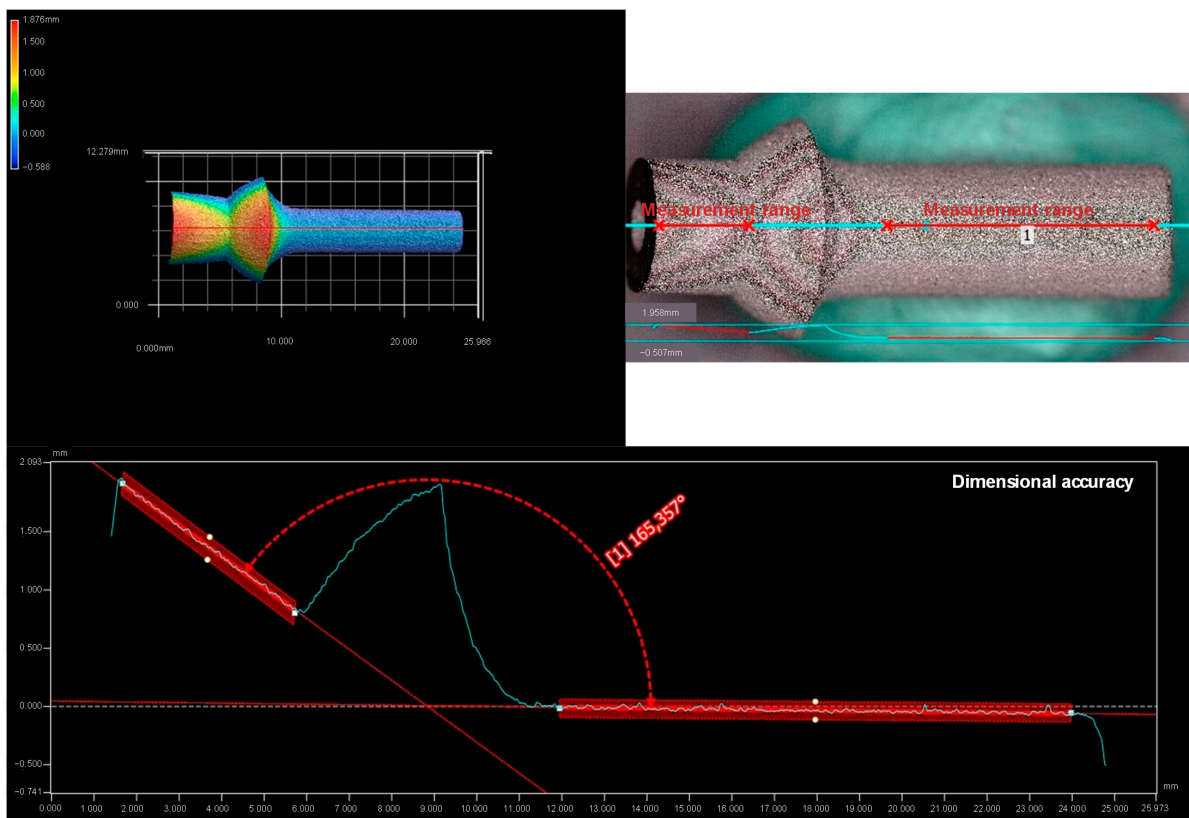 1.876mm
1.500
1.000
0.500
0.000
−0.588
12.279mm
0.000
0.000mm
10.000
20.000
25.966
Measurement range
Measurement range
1
1.958mm
−0.507mm
mm
2.093
1.500
1.000
0.500
0.000
−0.500
−0.741
Dimensional accuracy
[1] 165,357°
mm
0.000 1.000 2.000 3.000 4.000 5.000 6.000 7.000 8.000 9.000 10.000 11.000 12.000 13.000 14.000 15.000 16.000 17.000 18.000 19.000 20.000 21.000 22.000 23.000 24.000 25.000 25.973